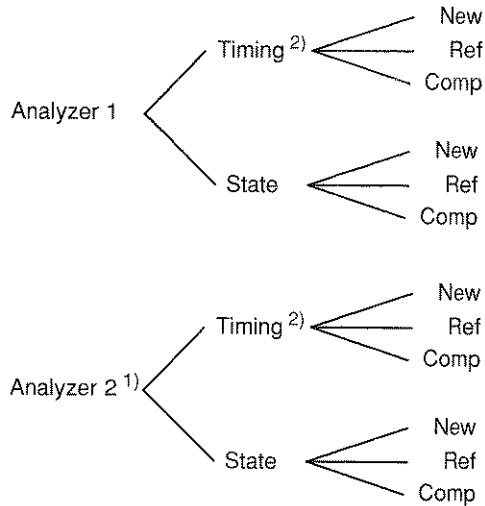 New
Timing 2)
Ref
Comp
Analyzer 1
New
State
Ref
Comp
New
Timing 2)
Ref
Comp
Analyzer 2 1)
New
State
Ref
Comp